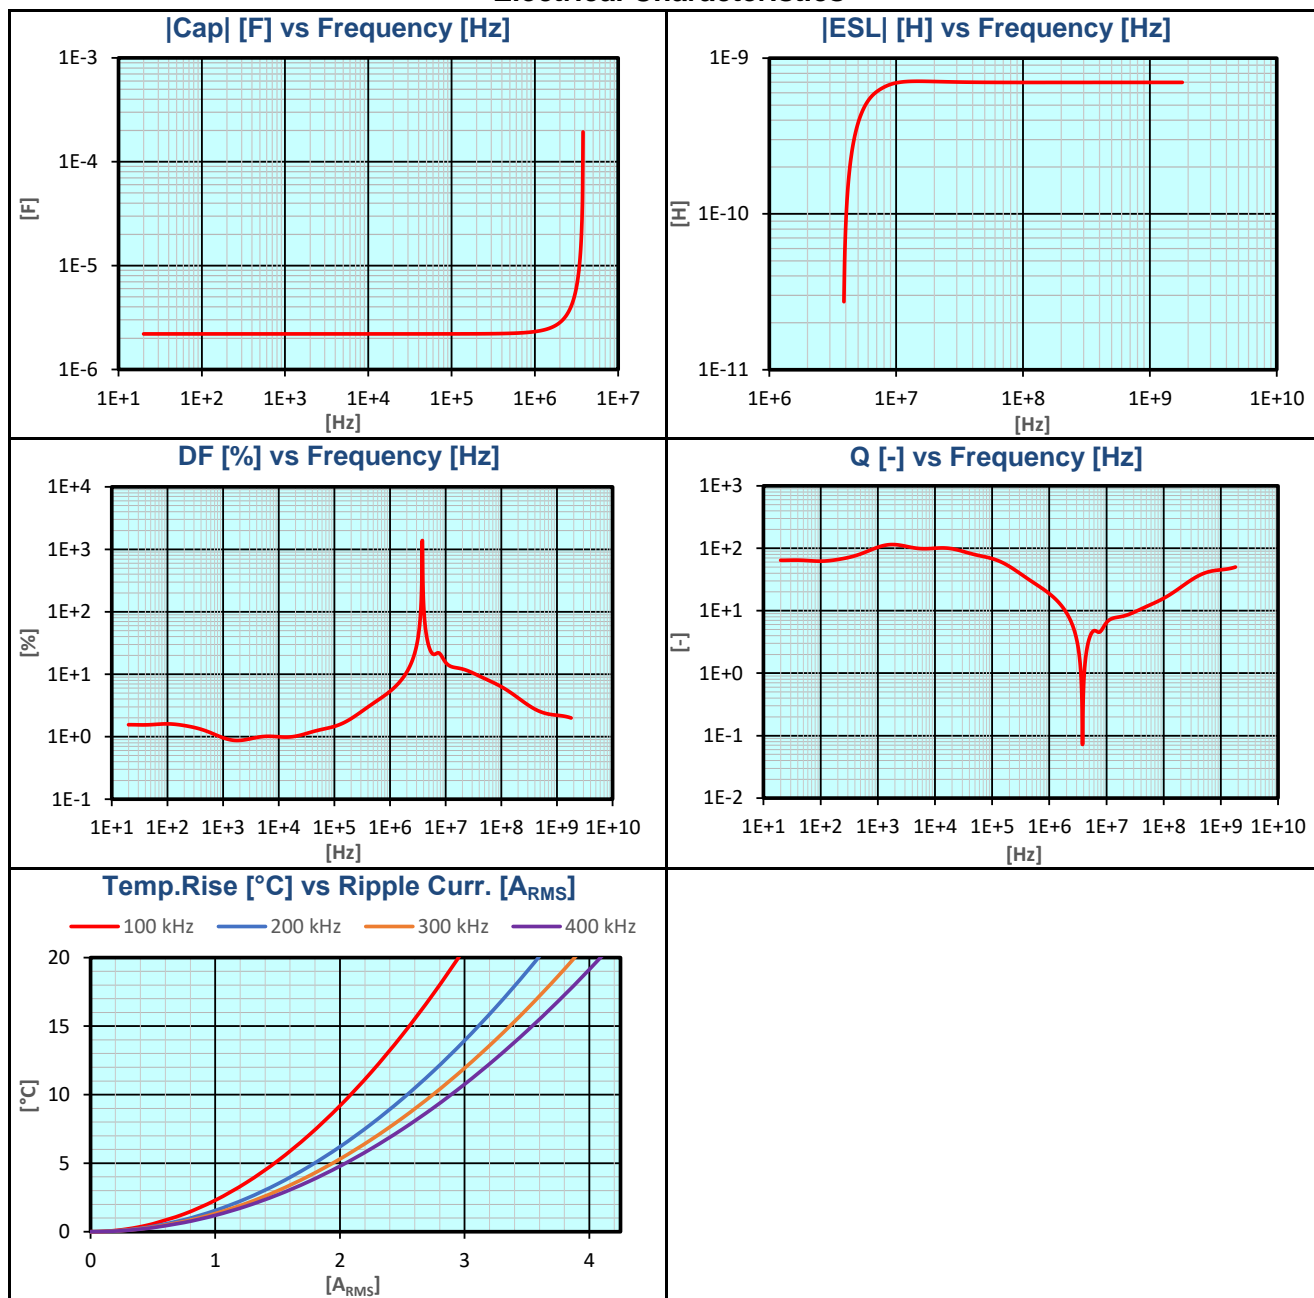 |Cap| [F] vs Frequency [Hz]
1E-3
1E-4
1E-5
1E-6
[F]
1E+1 1E+2 1E+3 1E+4 1E+5 1E+6 1E+7
[Hz]
|ESL| [H] vs Frequency [Hz]
1E-9
1E-10
1E-11
[H]
1E+6 1E+7 1E+8 1E+9 1E+10
[Hz]
DF [%] vs Frequency [Hz]
1E+4
1E+3
1E+2
1E+1
1E+0
1E-1
[%]
1E+1 1E+2 1E+3 1E+4 1E+5 1E+6 1E+7 1E+8 1E+9 1E+10
[Hz]
Q [-] vs Frequency [Hz]
1E+3
1E+2
1E+1
1E+0
1E-1
1E-2
[-]
1E+1 1E+2 1E+3 1E+4 1E+5 1E+6 1E+7 1E+8 1E+9 1E+10
[Hz]
Temp.Rise [°C] vs Ripple Curr. [ARMS]
100 kHz 200 kHz 300 kHz 400 kHz
20
15
10
5
0
[°C]
0 1 2 3 4
[ARMS]